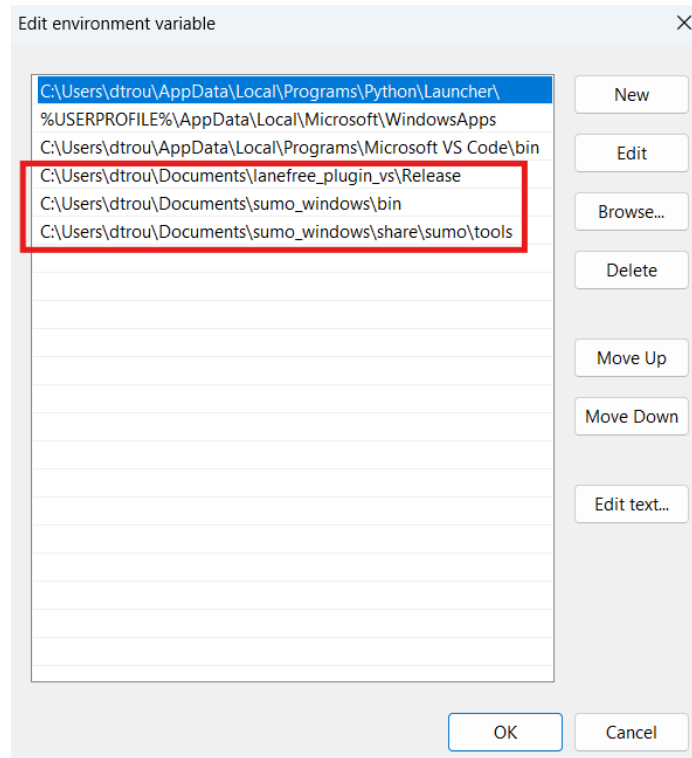 Edit environment variable
C:\Users\dtrou\AppData\Local\Programs\Python\Launcher\
%USERPROFILE%\AppData\Local\Microsoft\WindowsApps
C:\Users\dtrou\AppData\Local\Programs\Microsoft VS Code\bin
C:\Users\dtrou\Documents\lanefree_plugin_vs\Release
C:\Users\dtrou\Documents\sumo_windows\bin
C:\Users\dtrou\Documents\sumo_windows\share\sumo\tools
New
Edit
Browse...
Delete
Move Up
Move Down
Edit text...
OK
Cancel